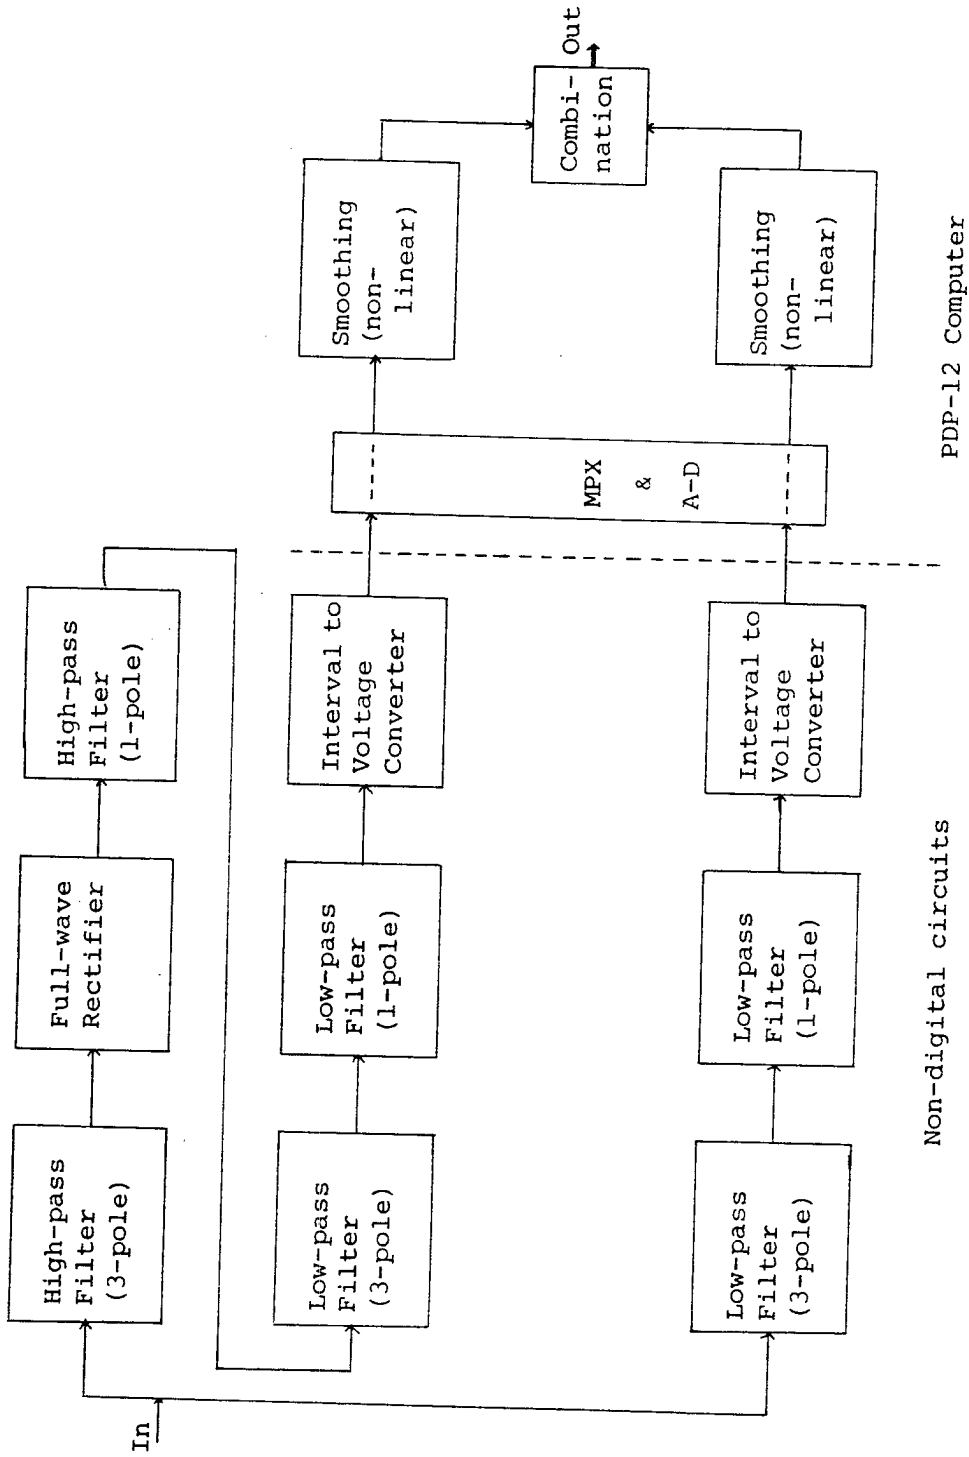 In
High-pass
Filter
(3-pole)
Full-wave
Rectifier
High-pass
Filter
(1-pole)
Low-pass
Filter
(3-pole)
Low-pass
Filter
(1-pole)
Interval to
Voltage
Converter
Smoothing
(non-
linear)
MPX
&
A-D
Combi-
nation
Out
Low-pass
Filter
(3-pole)
Low-pass
Filter
(1-pole)
Interval to
Voltage
Converter
Smoothing
(non-
linear)
Non-digital circuits
PDP-12 Computer